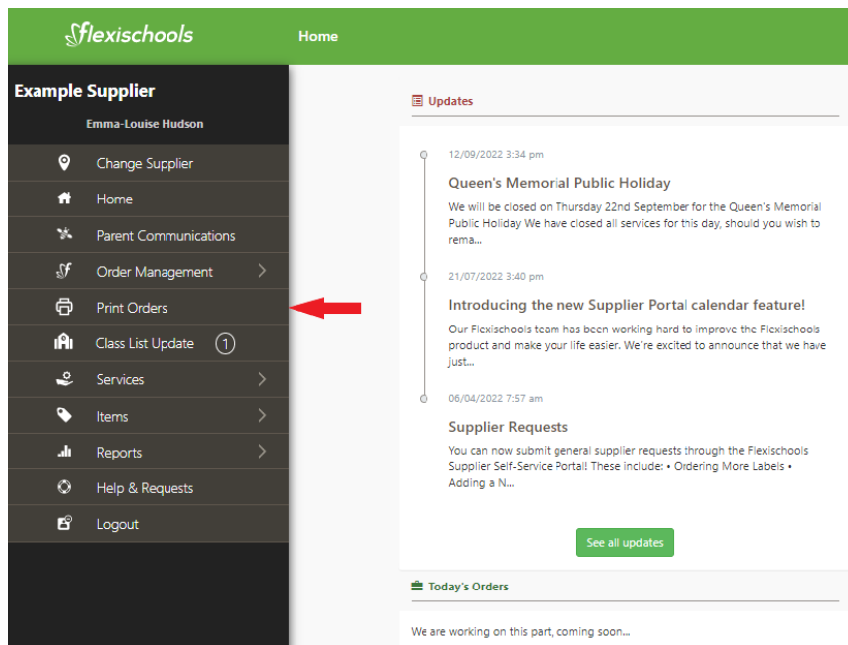 flexischools
Home
Example Supplier
Emma-Louise Hudson
Change Supplier
Home
Parent Communications
Order Management
Print Orders
Class List Update 1
Services
Items
Reports
Help & Requests
Logout
Updates
12/09/2022 3:34 pm
Queen's Memorial Public Holiday
We will be closed on Thursday 22nd September for the Queen's Memorial
Public Holiday We have closed all services for this day, should you wish to
rema...
21/07/2022 3:40 pm
Introducing the new Supplier Portal calendar feature!
Our Flexischools team has been working hard to improve the Flexischools
product and make your life easier. We're excited to announce that we have
just...
06/04/2022 7:57 am
Supplier Requests
You can now submit general supplier requests through the Flexischools
Supplier Self-Service Portal! These include: • Ordering More Labels •
Adding a N...
See all updates
Today's Orders
We are working on this part, coming soon...